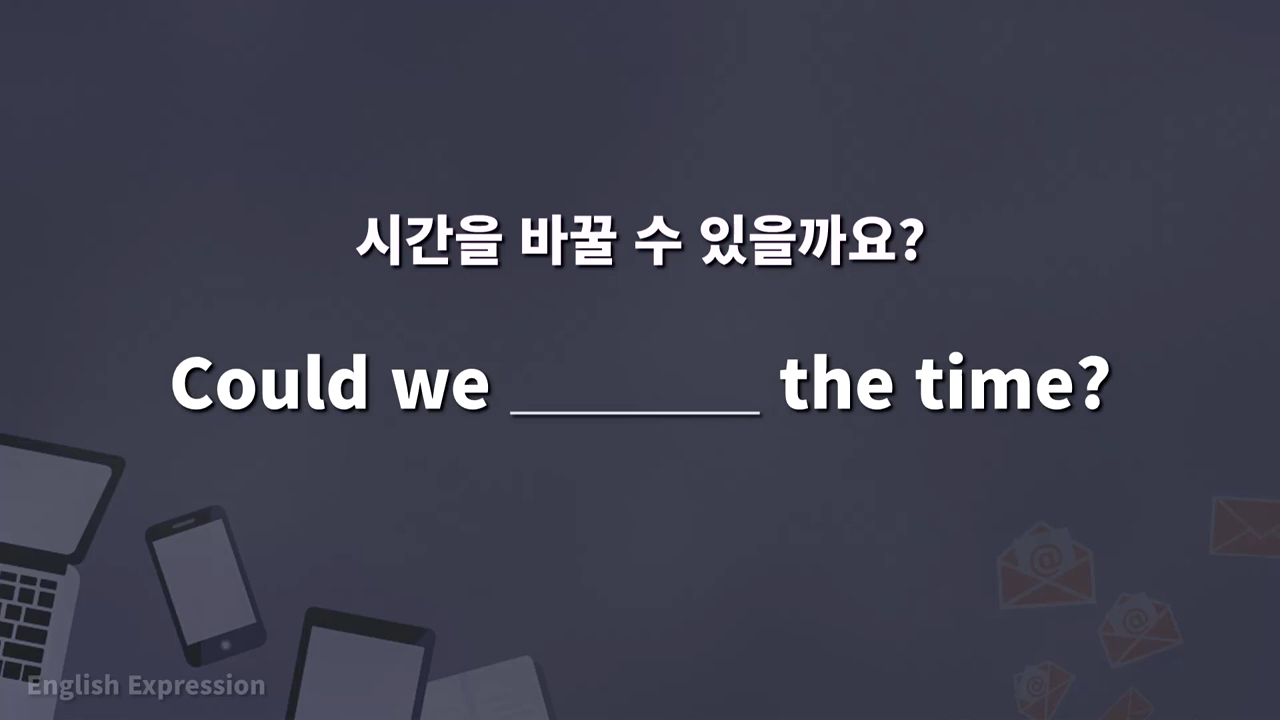 시간을 바꿀 수 있을까요?
Could we ________ the time?
English Expression